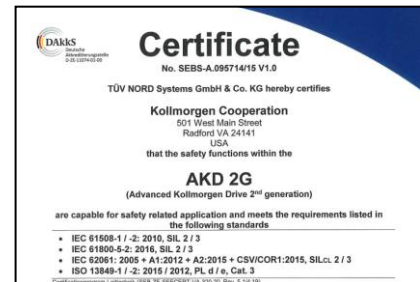 DAkkS
Deutsche
Akkreditierungsstelle
D-ZE-11074-01-00
Certificate
No. SEBS-A.095714/15 V1.0
TÜV NORD Systems GmbH & Co. KG hereby certifies
Kollmorgen Cooperation
501 West Main Street
Radford VA 24141
USA
that the safety functions within the
AKD 2G
(Advanced Kollmorgen Drive 2nd generation)
are capable for safety related application and meets the requirements listed in
the following standards
• IEC 61508-1 / -2: 2010, SIL 2 / 3
• IEC 61800-5-2: 2016, SIL 2 / 3
• IEC 62061: 2005 + A1:2012 + A2:2015 + CSV/COR1:2015, SILCL 2 / 3
• ISO 13849-1 / -2: 2015 / 2012, PL d / e, Cat. 3